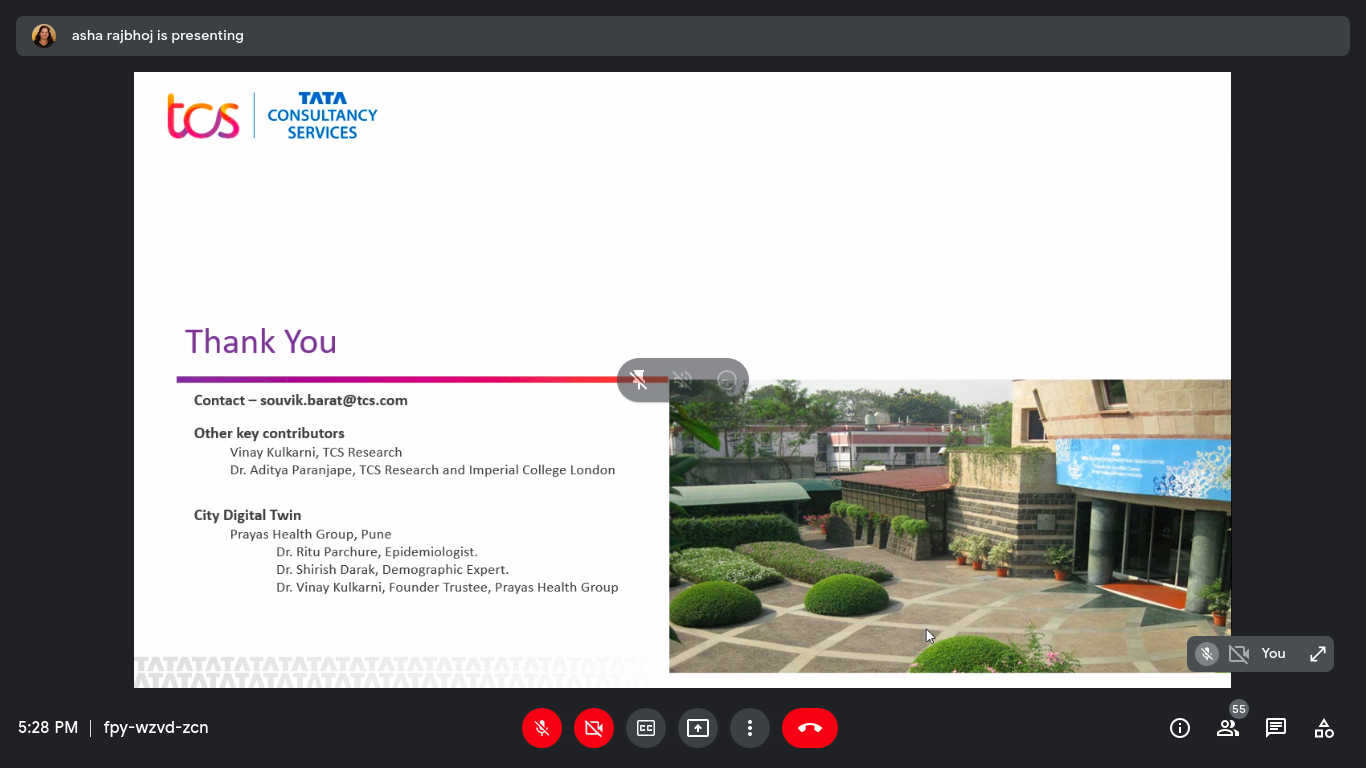 asha rajbhoj is presenting
tcs
TATA
CONSULTANCY
SERVICES
Thank You
Contact – souvik.barat@tcs.com
Other key contributors
Vinay Kulkarni, TCS Research
Dr. Aditya Paranjape, TCS Research and Imperial College London
City Digital Twin
Prayas Health Group, Pune
Dr. Ritu Parchure, Epidemiologist.
Dr. Shirish Darak, Demographic Expert.
Dr. Vinay Kulkarni, Founder Trustee, Prayas Health Group
You
5:28 PM | fpy-wzvd-zcn
55